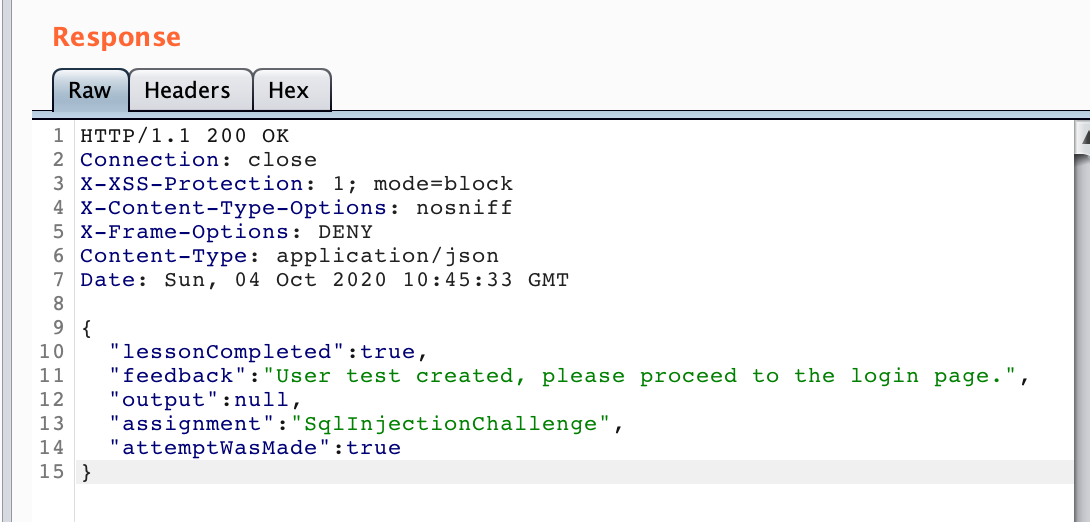 Response
Raw Headers Hex
1 HTTP/1.1 200 OK
2 Connection: close
3 X-XSS-Protection: 1; mode=block
4 X-Content-Type-Options: nosniff
5 X-Frame-Options: DENY
6 Content-Type: application/json
7 Date: Sun, 04 Oct 2020 10:45:33 GMT
8
9 {
10 "lessonCompleted":true,
11 "feedback":"User test created, please proceed to the login page.",
12 "output":null,
13 "assignment":"SqlInjectionChallenge",
14 "attemptWasMade":true
15 }